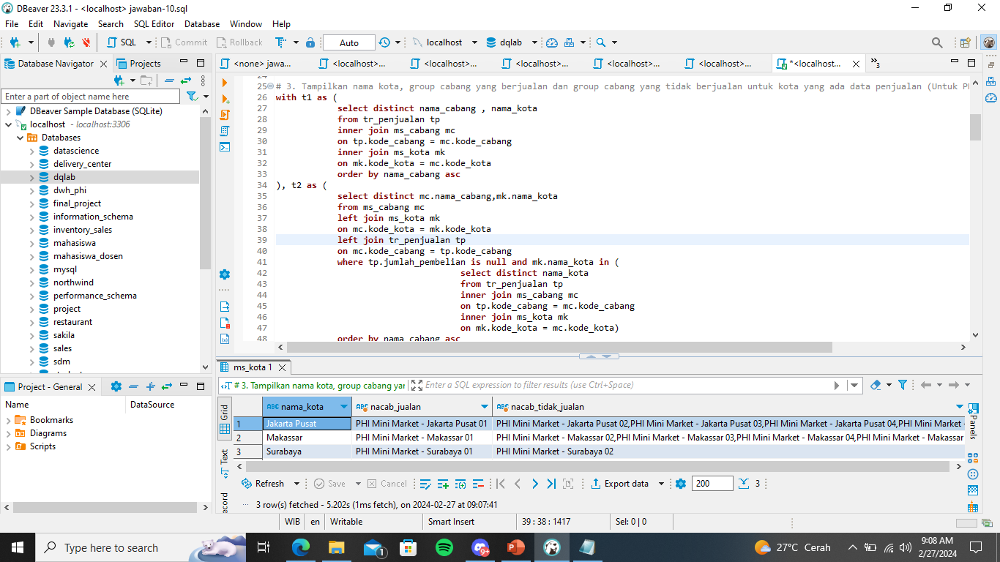 DBeaver 23.3.1 - <localhost> jawaban-10.sql
File Edit Navigate Search SQL Editor Database Window Help
SQL Commit Rollback Auto localhost dqlab
Database Navigator Projects
<none> jawa... <localhost>... <localhost>... <localhost>... <localhost>... <localhost>... *<localhost... »3
Enter a part of object name here
DBeaver Sample Database (SQLite)
localhost - localhost:3306
Databases
datascience
delivery_center
dqlab
dwh_phi
final_project
information_schema
inventory_sales
mahasiswa
mahasiswa_dosen
mysql
northwind
performance_schema
project
restaurant
sakila
sales
sdm
24
25 # 3. Tampilkan nama kota, group cabang yang berjualan dan group cabang yang tidak berjualan untuk kota yang ada data penjualan (Untuk P
26 with t1 as (
27 select distinct nama_cabang , nama_kota
28 from tr_penjualan tp
29 inner join ms_cabang mc
30 on tp.kode_cabang = mc.kode_cabang
31 inner join ms_kota mk
32 on mk.kode_kota = mc.kode_kota
33 order by nama_cabang asc
34 ), t2 as (
35 select distinct mc.nama_cabang,mk.nama_kota
36 from ms_cabang mc
37 left join ms_kota mk
38 on mc.kode_kota = mk.kode_kota
39 left join tr_penjualan tp
40 on mc.kode_cabang = tp.kode_cabang
41 where tp.jumlah_pembelian is null and mk.nama_kota in (
42 select distinct nama_kota
43 from tr_penjualan tp
44 inner join ms_cabang mc
45 on tp.kode_cabang = mc.kode_cabang
46 inner join ms_kota mk
47 on mk.kode_kota = mc.kode_kota)
48 order by nama_cabang asc
Project - General
Name DataSource
Bookmarks
Diagrams
Scripts
ms_kota 1
# 3. Tampilkan nama kota, group cabang yar Enter a SQL expression to filter results (use Ctrl+Space)
Grid
Text
ecord
Panels
nama_kota nacab_jualan nacab_tidak_jualan
1 Jakarta Pusat PHI Mini Market - Jakarta Pusat 01 PHI Mini Market - Jakarta Pusat 02,PHI Mini Market - Jakarta Pusat 03,PHI Mini Market - Jakarta Pusat 04,PHI Mini Market -
2 Makassar PHI Mini Market - Makassar 01 PHI Mini Market - Makassar 02,PHI Mini Market - Makassar 03,PHI Mini Market - Makassar 04,PHI Mini Market - Makassar
3 Surabaya PHI Mini Market - Surabaya 01 PHI Mini Market - Surabaya 02
Refresh Save Cancel Export data 200 3
3 row(s) fetched - 5.202s (1ms fetch), on 2024-02-27 at 09:07:41
WIB en Writable Smart Insert 39 : 38 : 1417 Sel: 0 | 0
Type here to search 1 9+ 27°C Cerah 9:08 AM
2/27/2024